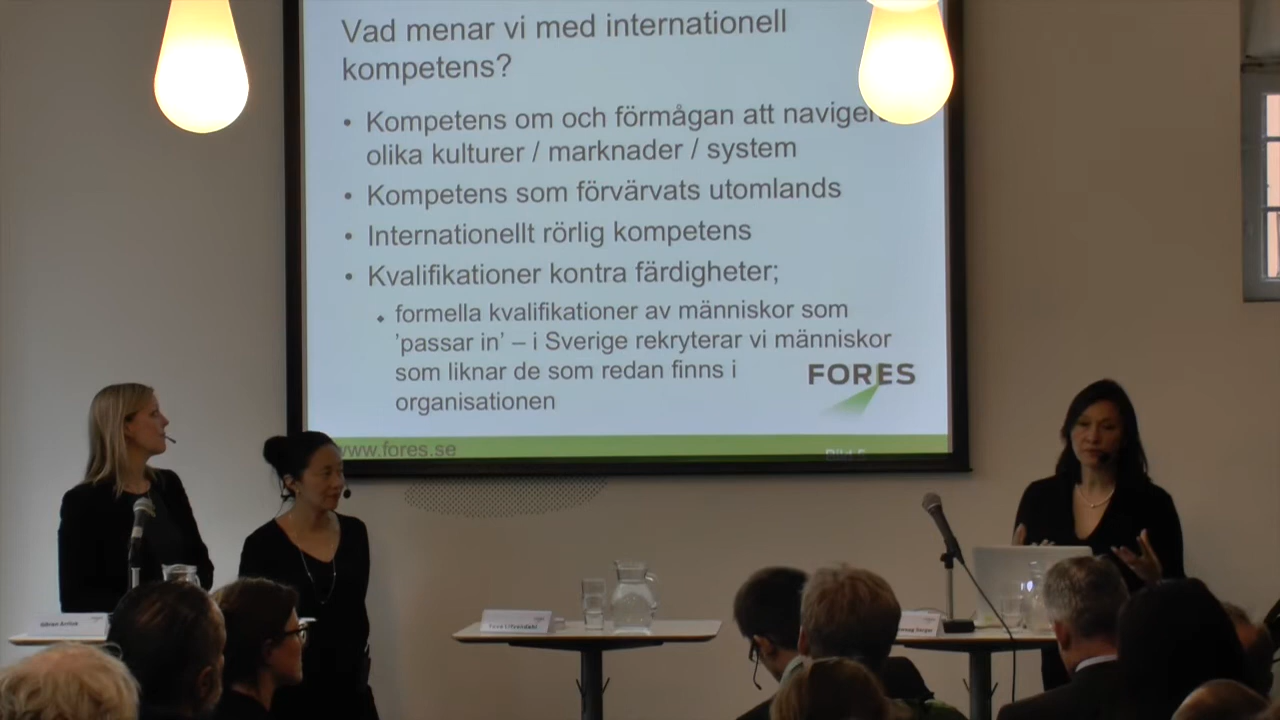 Vad menar vi med internationell
kompetens?
• Kompetens om och förmågan att naviger
olika kulturer / marknader / system
• Kompetens som förvärvats utomlands
• Internationellt rörlig kompetens
• Kvalifikationer kontra färdigheter;
formella kvalifikationer av människor som
’passar in’ – i Sverige rekryterar vi människor
som liknar de som redan finns i
organisationen
FORES
www.fores.se